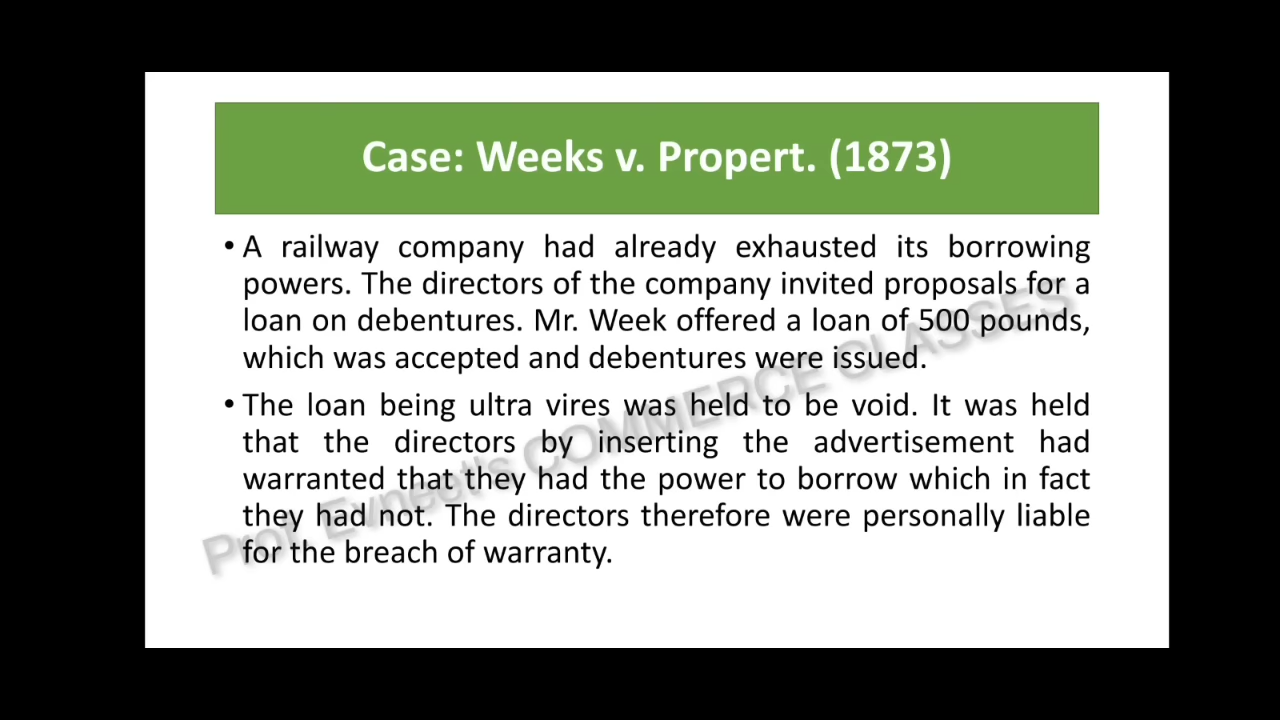 Case: Weeks v. Propert. (1873)
• A railway company had already exhausted its borrowing
powers. The directors of the company invited proposals for a
loan on debentures. Mr. Week offered a loan of 500 pounds,
which was accepted and debentures were issued.
• The loan being ultra vires was held to be void. It was held
that the directors by inserting the advertisement had
warranted that they had the power to borrow which in fact
they had not. The directors therefore were personally liable
for the breach of warranty.
Prof. COMMERCE CLASSES